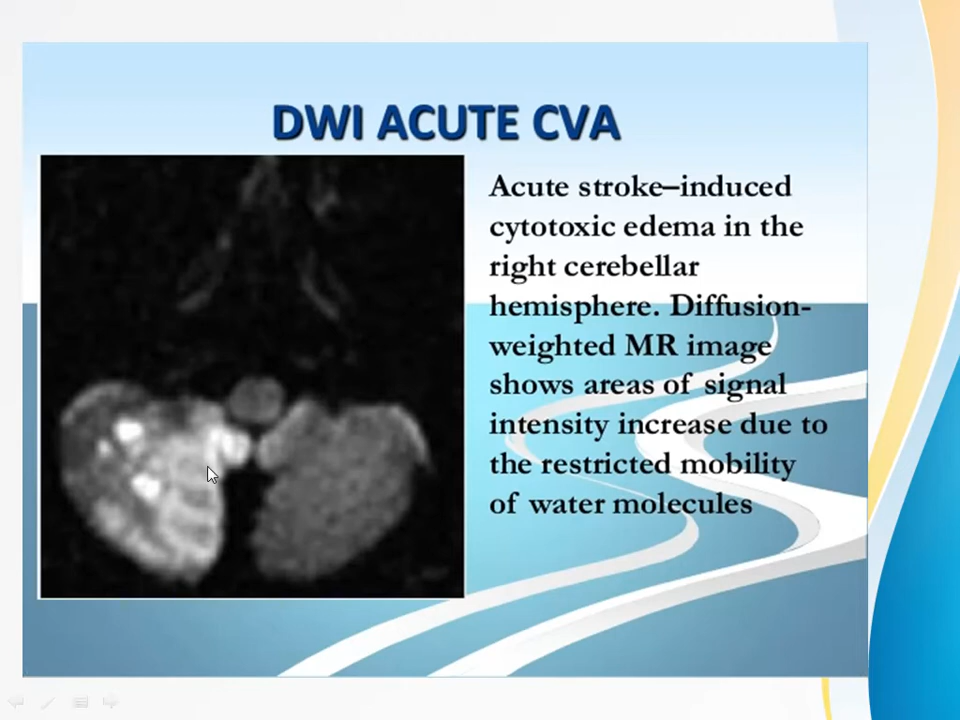 DWI ACUTE CVA
Acute stroke–induced
cytotoxic edema in the
right cerebellar
hemisphere. Diffusion-
weighted MR image
shows areas of signal
intensity increase due to
the restricted mobility
of water molecules